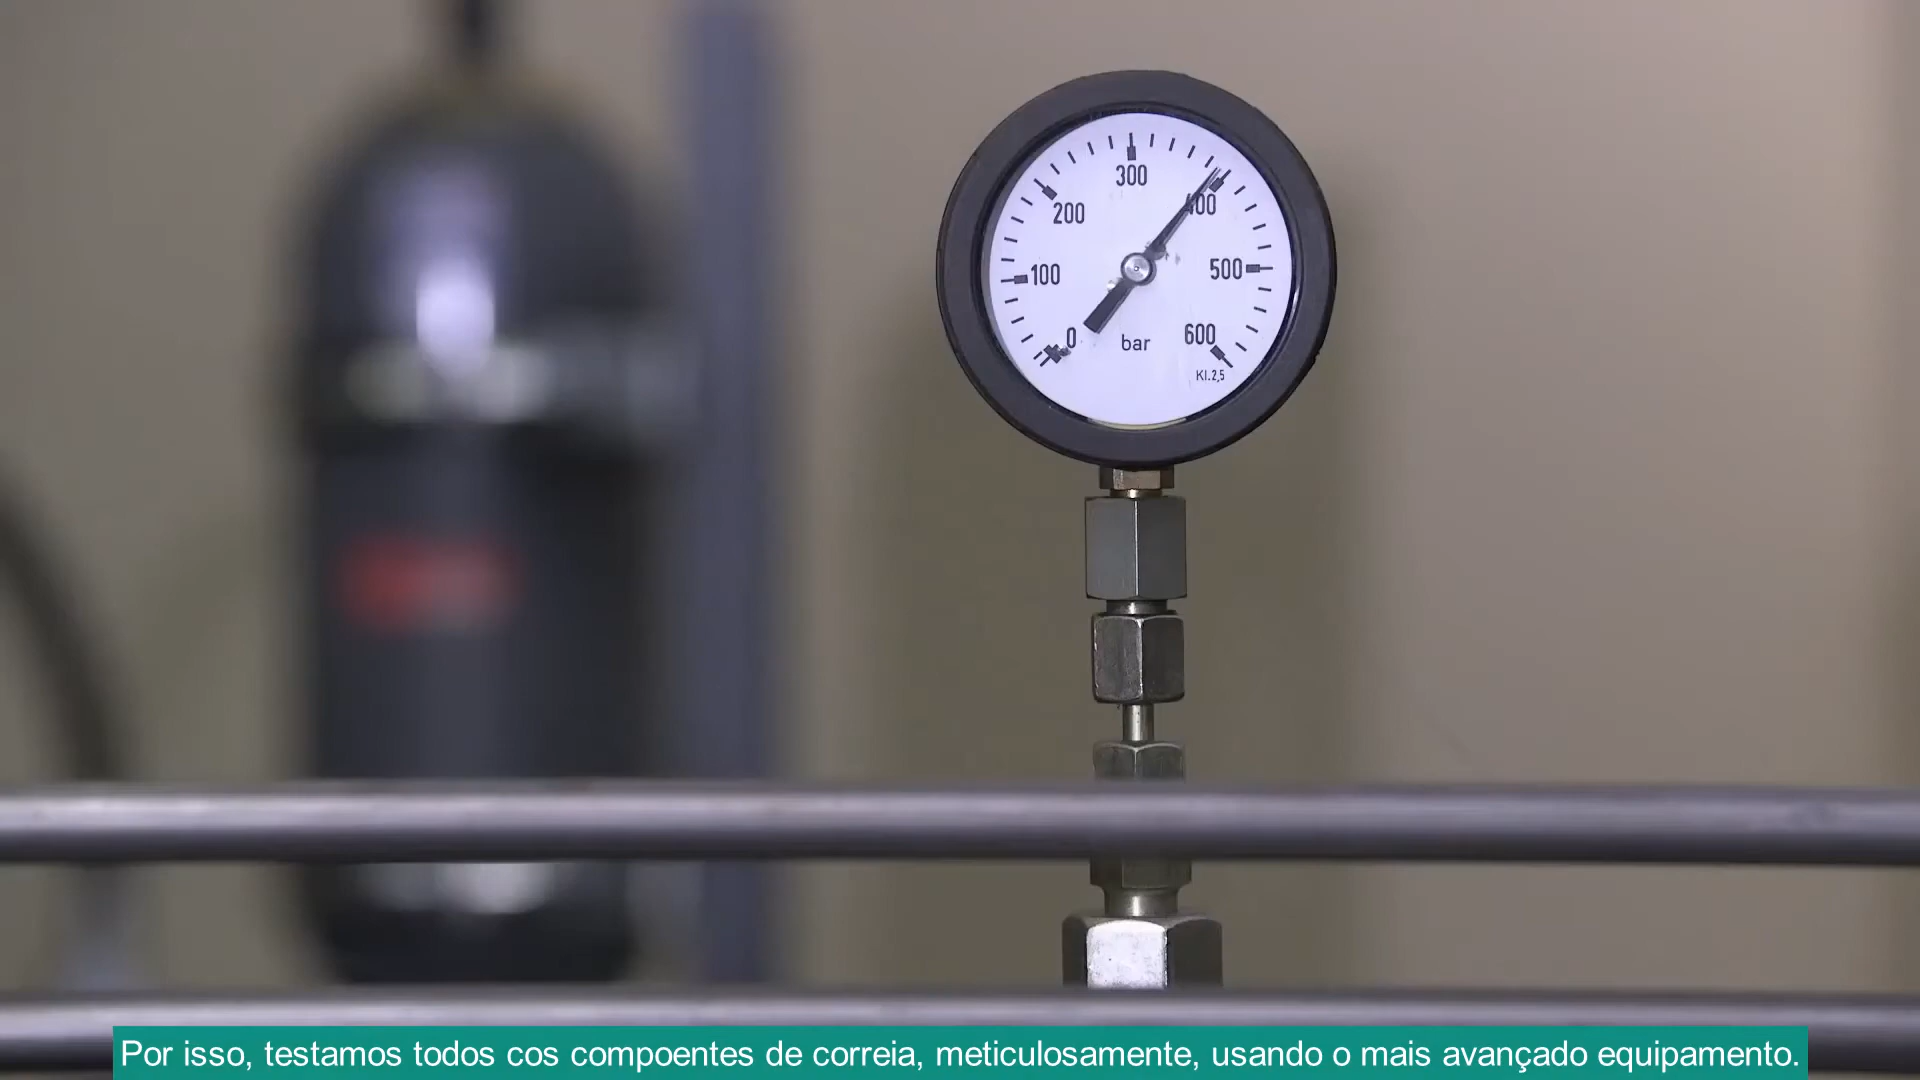 300
200
400
100
500
0
600
bar
Kl.2,5
Por isso, testamos todos cos compoentes de correia, meticulosamente, usando o mais avançado equipamento.